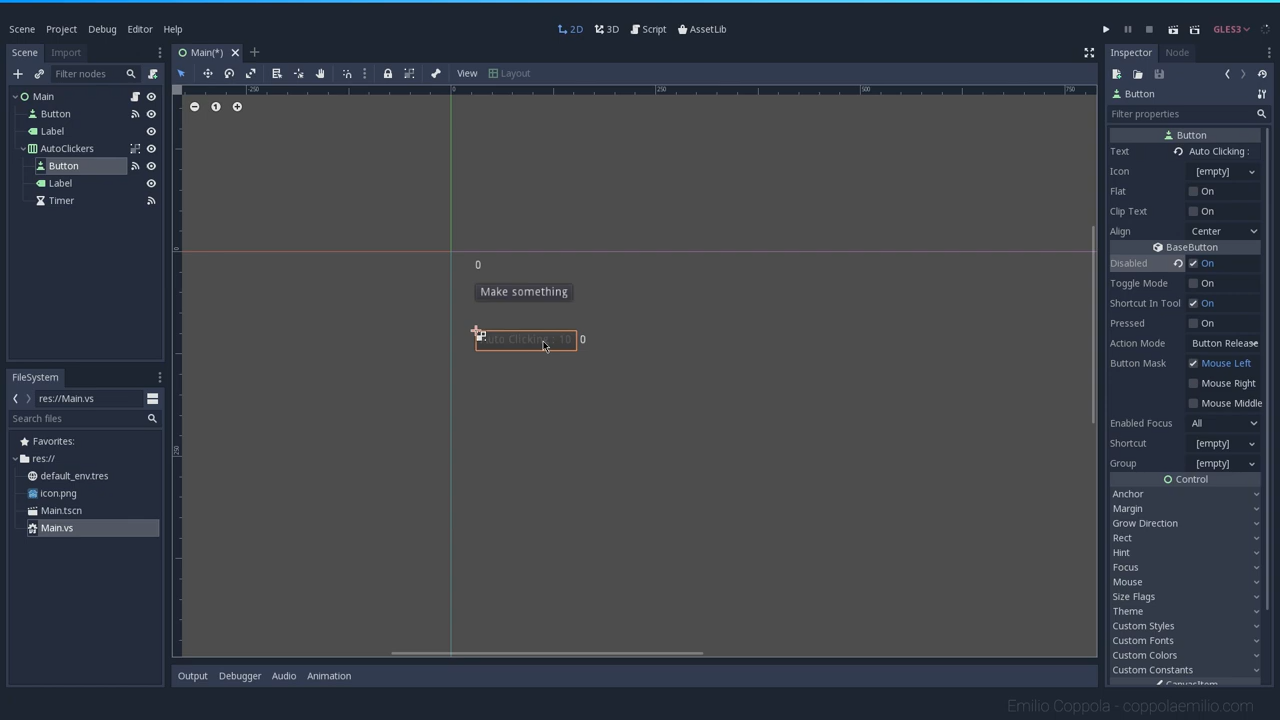 Scene Project Debug Editor Help
2D 3D Script AssetLib
GLES3
Scene Import
Filter nodes
Main
Button
Label
AutoClickers
Button
Label
Timer
FileSystem
res://Main.vs
Search files
Favorites:
res://
default_env.tres
icon.png
Main.tscn
Main.vs
Main(*)
View Layout
-250 0 250 750
0
250
1
0
Make something
Auto Clicking : 10 0
Output Debugger Audio Animation
Inspector Node
Button
Filter properties
Button
Text Auto Clicking :
Icon [empty]
Flat On
Clip Text On
Align Center
BaseButton
Disabled On
Toggle Mode On
Shortcut In Tool On
Pressed On
Action Mode Button Release
Button Mask Mouse Left
Mouse Right
Mouse Middle
Enabled Focus All
Shortcut [empty]
Group [empty]
Control
Anchor
Margin
Grow Direction
Rect
Hint
Focus
Mouse
Size Flags
Theme
Custom Styles
Custom Fonts
Custom Colors
Custom Constants
CanvasItem
Emilio Coppola - coppolaemilio.com